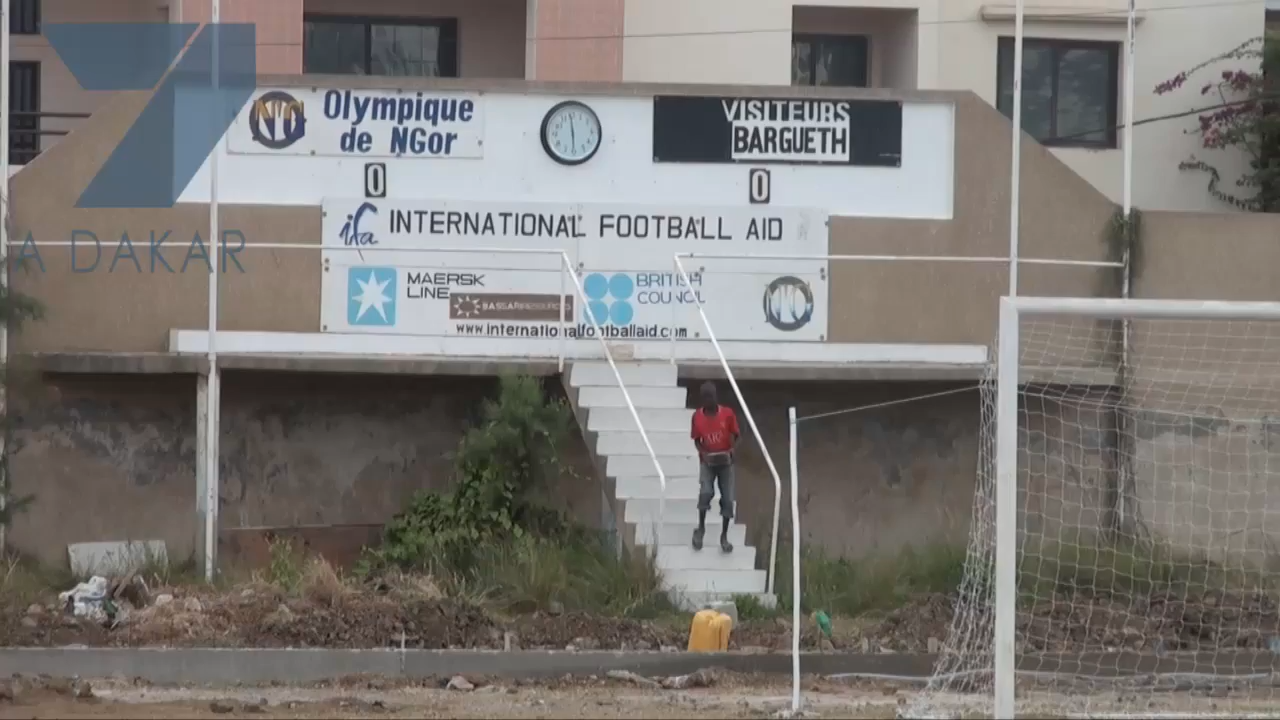 Olympique
de NGor
VISITEURS
BARGUETH
0
0
ifa INTERNATIONAL FOOTBALL AID
MAERSK
LINE
BRITISH
COUNCIL
www.internationalfootballaid.com
7
A DAKAR